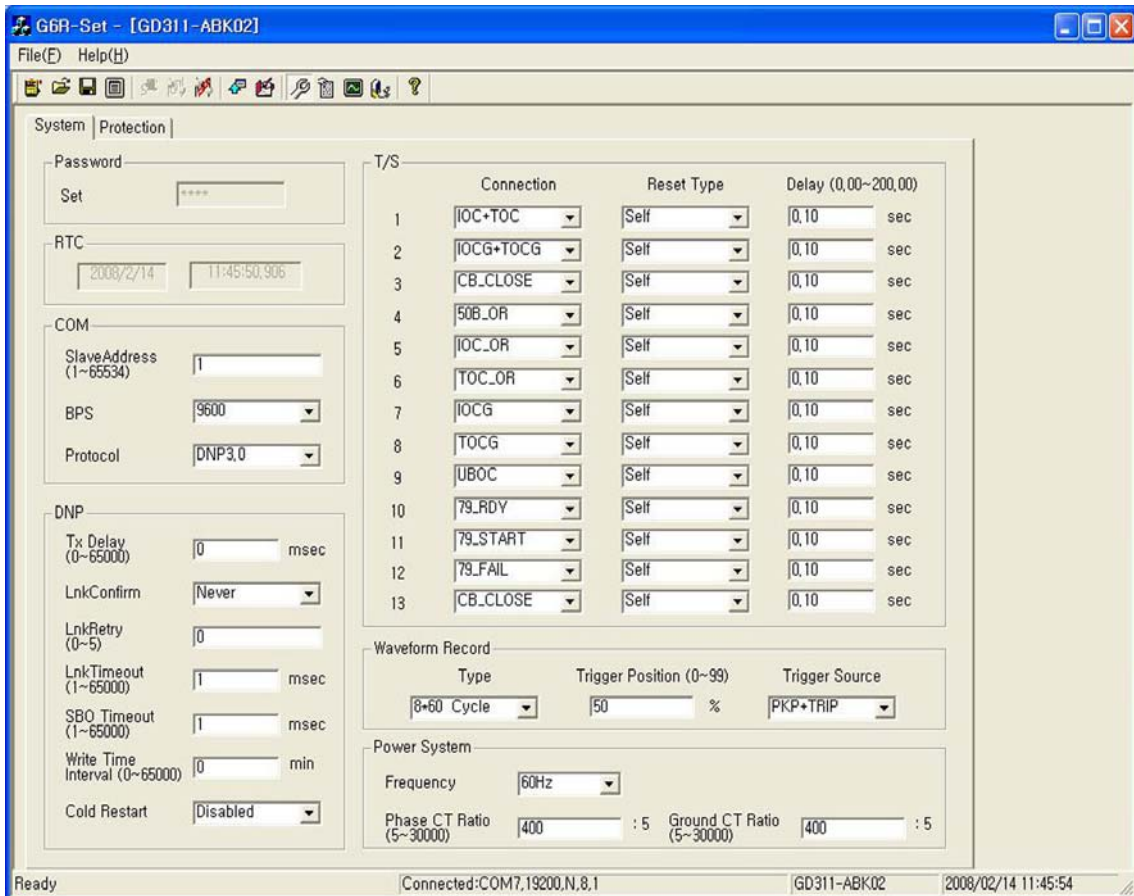 G6R-Set - [GD311-ABK02]
File(F) Help(H)
System Protection
Password
Set ****
RTC
2008/2/14 11:45:50,906
COM
SlaveAddress
(1~65534) 1
BPS 9600
Protocol DNP3,0
DNP
Tx Delay
(0~65000) 0 msec
LnkConfirm Never
LnkRetry
(0~5) 0
LnkTimeout
(1~65000) 1 msec
SBO Timeout
(1~65000) 1 msec
Write Time
Interval (0~65000) 0 min
Cold Restart Disabled
T/S
Connection Reset Type Delay (0,00~200,00)
1 IOC+TOC Self 0,10 sec
2 IOCG+TOCG Self 0,10 sec
3 CB_CLOSE Self 0,10 sec
4 50B_OR Self 0,10 sec
5 IOC_OR Self 0,10 sec
6 TOC_OR Self 0,10 sec
7 IOCG Self 0,10 sec
8 TOCG Self 0,10 sec
9 UBOC Self 0,10 sec
10 79_RDY Self 0,10 sec
11 79_START Self 0,10 sec
12 79_FAIL Self 0,10 sec
13 CB_CLOSE Self 0,10 sec
Waveform Record
Type Trigger Position (0~99) Trigger Source
8*60 Cycle 50 % PKP+TRIP
Power System
Frequency 60Hz
Phase CT Ratio
(5~30000) 400 : 5
Ground CT Ratio
(5~30000) 400 : 5
Ready Connected:COM7,19200,N,8,1 GD311-ABK02 2008/02/14 11:45:54